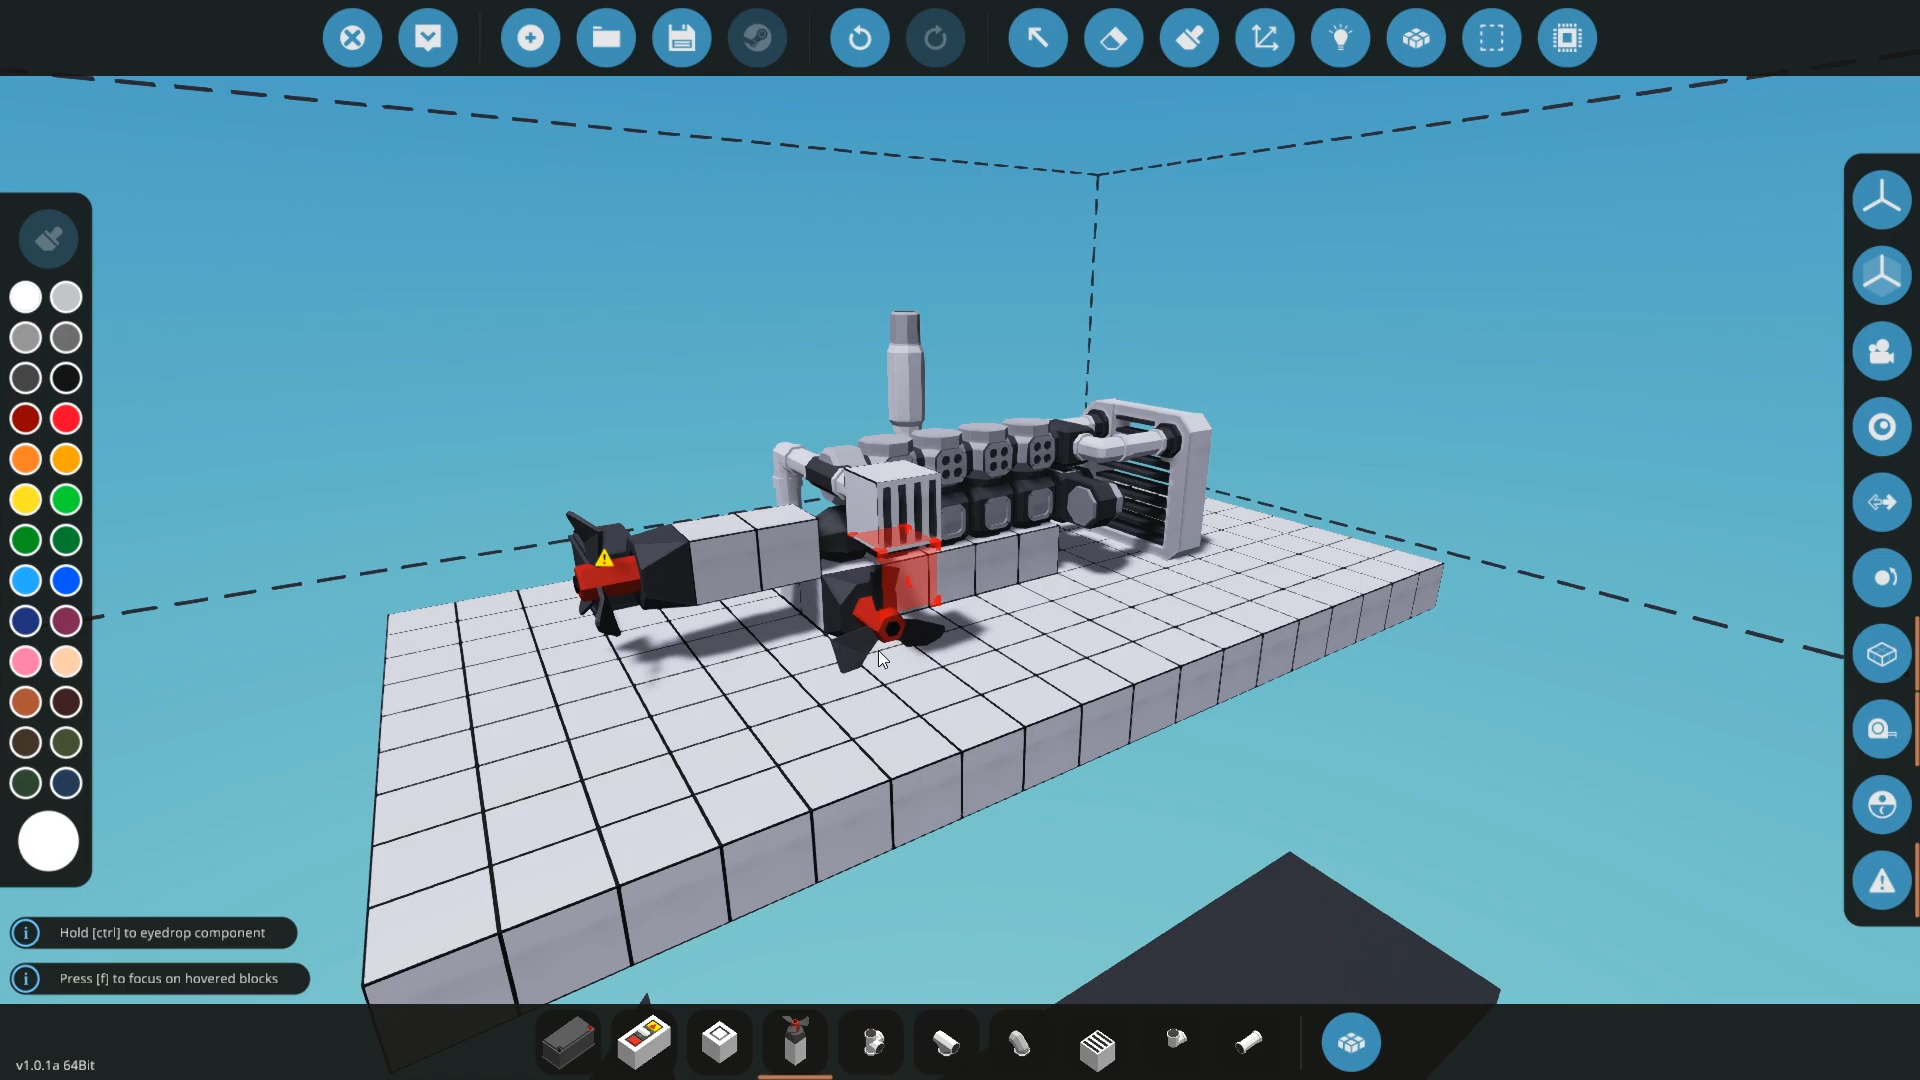 Hold [ctrl] to eyedrop component
Press [f] to focus on hovered blocks
v1.0.1a 64Bit